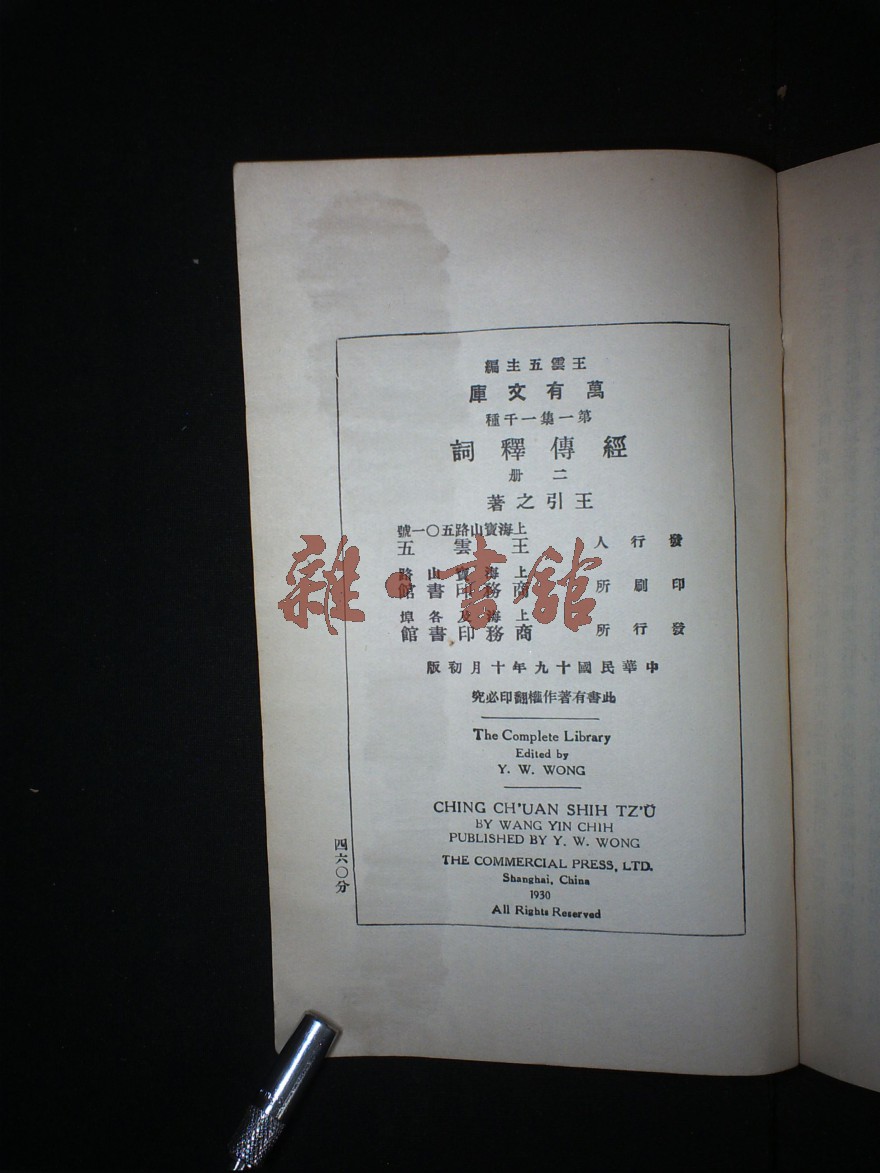 王雲五主編
萬有文庫
第一集一千種
經傳釋詞
二册
王引之著
上海寶山路五〇一號
發行人 王雲五
上海寶山路
印刷所 商務印書館
上海及各埠
發行所 商務印書館
中華民國十九年十月初版
此書有著作權翻印必究
The Complete Library
Edited by
Y. W. WONG
CHING CH'UAN SHIH TZ'Ŭ
BY WANG YIN CHIH
PUBLISHED BY Y. W. WONG
THE COMMERCIAL PRESS, LTD.
Shanghai, China
1930
All Rights Reserved
四六〇分
雜·書館